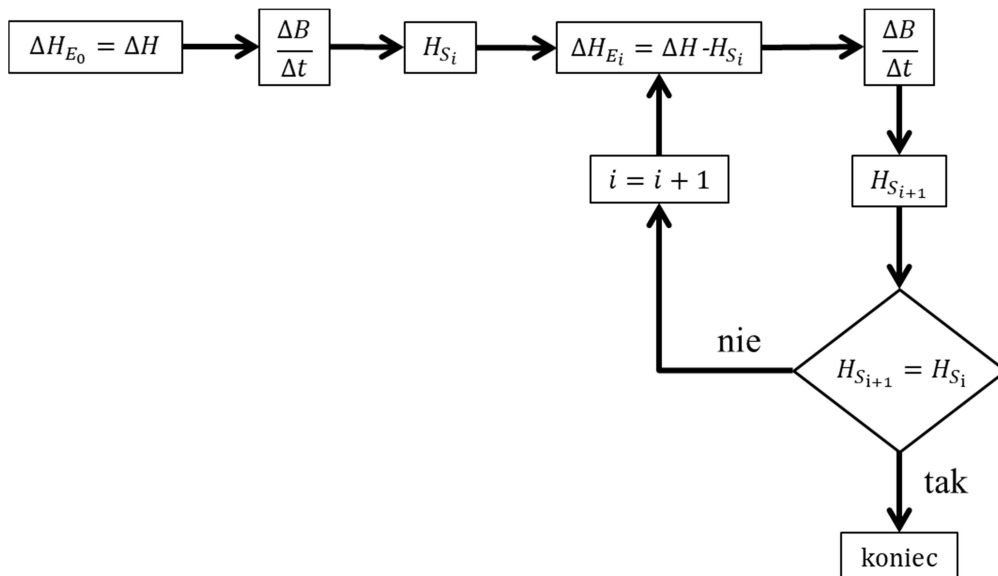 ΔH_{E_0} = ΔH
ΔB/Δt
H_{S_i}
ΔH_{E_i} = ΔH -H_{S_i}
ΔB/Δt
i = i + 1
H_{S_{i+1}}
nie
H_{S_{i+1}} = H_{S_i}
tak
koniec